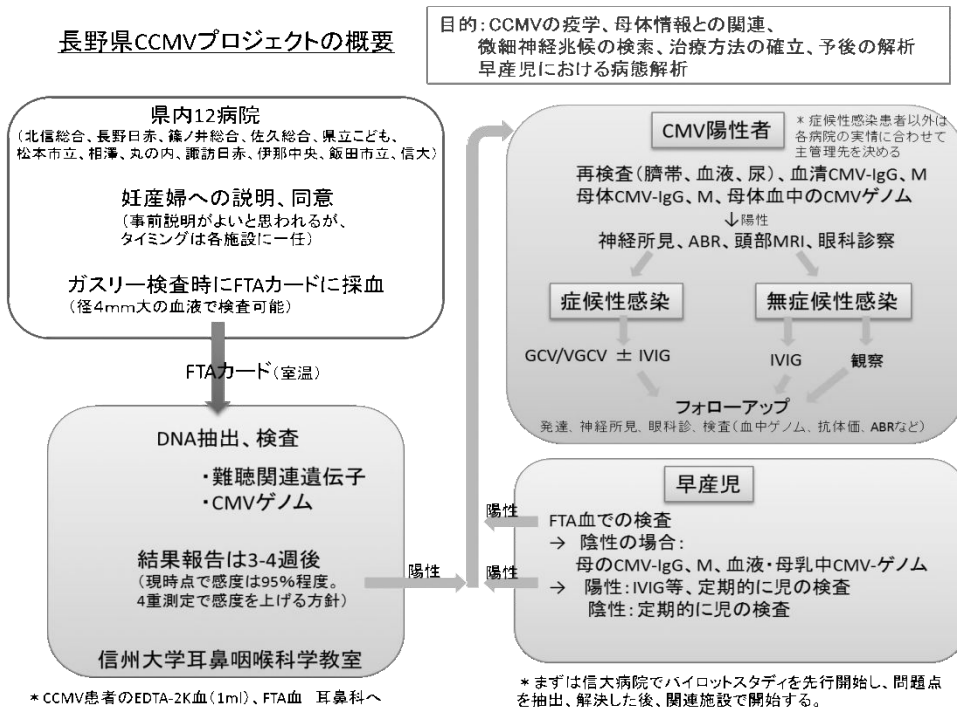 長野県CCMVプロジェクトの概要
目的：CCMVの疫学、母体情報との関連、
微細神経兆候の検索、治療方法の確立、予後の解析
早産児における病態解析
県内12病院
（北信総合、長野日赤、篠ノ井総合、佐久総合、県立こども、
松本市立、相澤、丸の内、諏訪日赤、伊那中央、飯田市立、信大）
妊産婦への説明、同意
（事前説明がよいと思われるが、
タイミングは各施設に一任）
ガスリー検査時にFTAカードに採血
（径4mm大の血液で検査可能）
FTAカード（室温）
DNA抽出、検査
・難聴関連遺伝子
・CMVゲノム
結果報告は3-4週後
（現時点で感度は95%程度。
4重測定で感度を上げる方針）
信州大学耳鼻咽喉科学教室
＊CCMV患者のEDTA-2K血（1ml）、FTA血　耳鼻科へ
陽性
CMV陽性者
＊症候性感染患者以外は
各病院の実情に合わせて
主管理先を決める
再検査（臍帯、血液、尿）、血清CMV-IgG、M
母体CMV-IgG、M、母体血中のCMVゲノム
↓陽性
神経所見、ABR、頭部MRI、眼科診察
症候性感染
無症候性感染
GCV/VGCV ± IVIG
IVIG
観察
フォローアップ
発達、神経所見、眼科診、検査（血中ゲノム、抗体価、ABRなど）
早産児
陽性
FTA血での検査
→ 陰性の場合：
母のCMV-IgG、M、血液・母乳中CMV-ゲノム
陽性
→ 陽性：IVIG等、定期的に児の検査
陰性：定期的に児の検査
＊まずは信大病院でパイロットスタディを先行開始し、問題点
を抽出、解決した後、関連施設で開始する。